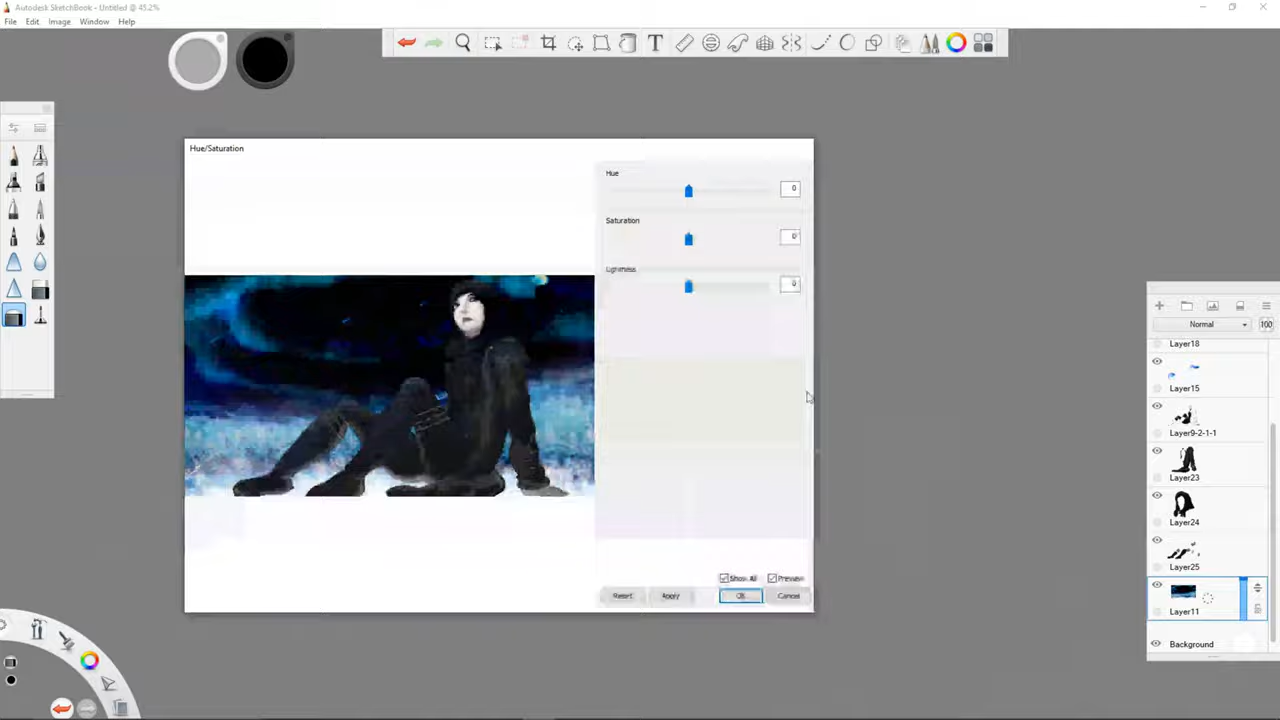 Autodesk SketchBook - Untitled @ 45.2%
File Edit Image Window Help
T
Hue/Saturation
Hue
0
Saturation
0
Lightness
0
Show All Preview
Reset Apply OK Cancel
Normal 100
Layer18
Layer15
Layer9-2-1-1
Layer23
Layer24
Layer25
Layer11
Background